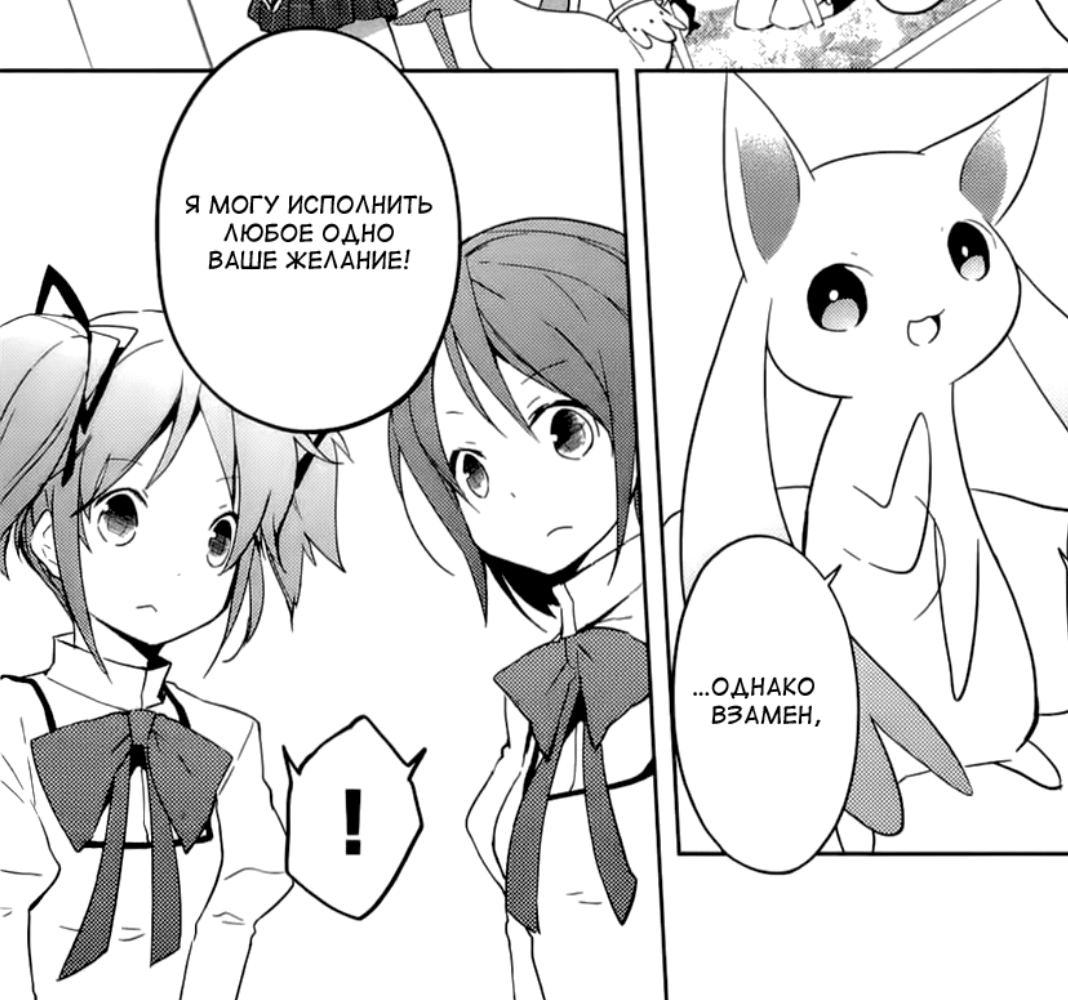 Я МОГУ ИСПОЛНИТЬ
ЛЮБОЕ ОДНО
ВАШЕ ЖЕЛАНИЕ!
!
...ОДНАКО
ВЗАМЕН,